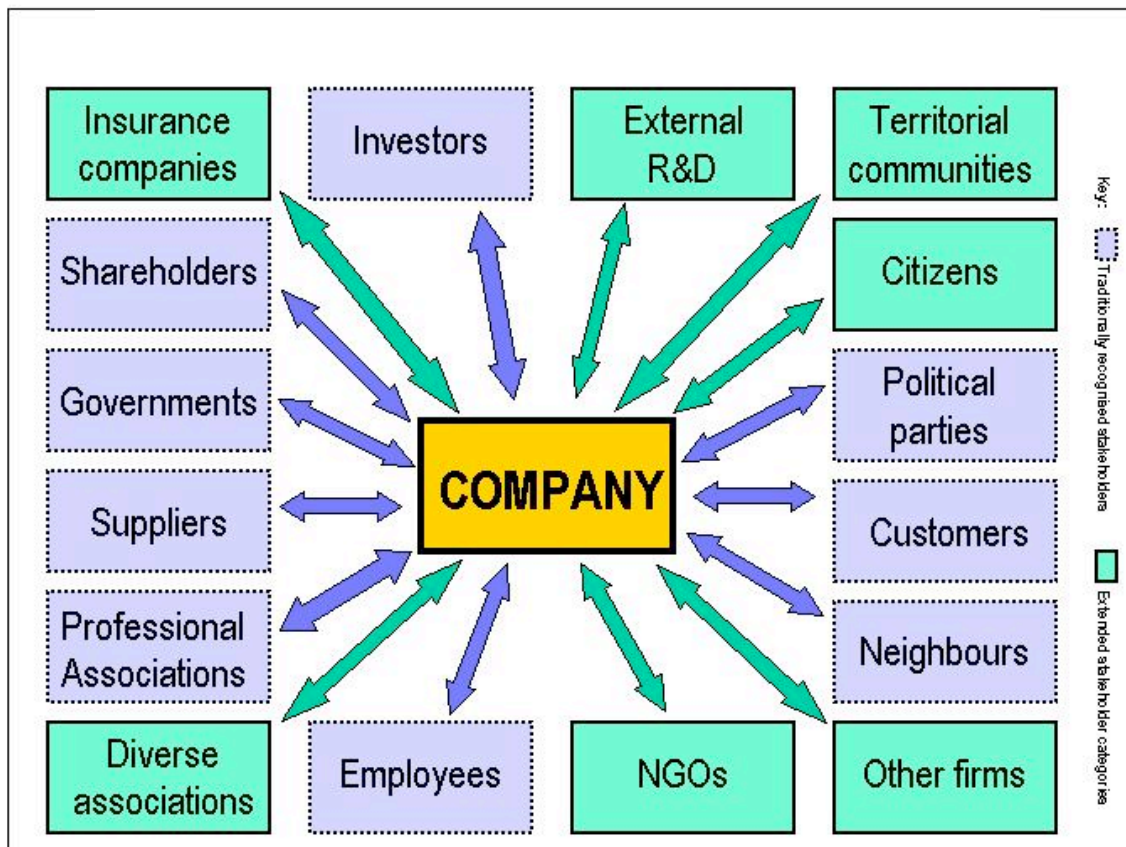 Insurance
companies
Investors
External
R&D
Territorial
communities
Shareholders
Citizens
Governments
Political
parties
COMPANY
Suppliers
Customers
Professional
Associations
Neighbours
Diverse
associations
Employees
NGOs
Other firms
Key:
Traditionally recognised stakeholders
Extended stakeholder categories